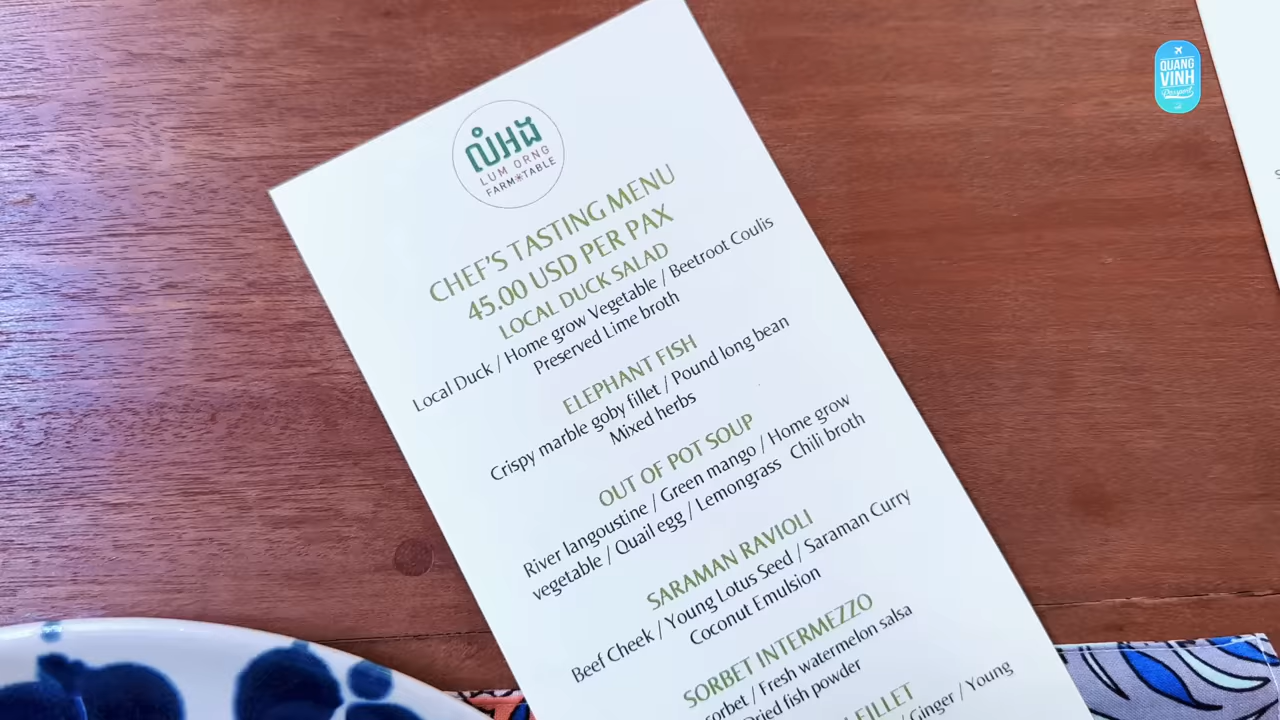 លំអង
LUM ORNG
FARM TABLE
CHEF'S TASTING MENU
45.00 USD PER PAX
LOCAL DUCK SALAD
Local Duck / Home grow Vegetable / Beetroot Coulis
Preserved Lime broth
ELEPHANT FISH
Crispy marble goby fillet / Pound long bean
Mixed herbs
OUT OF POT SOUP
River langoustine / Green mango / Home grow
vegetable / Quail egg / Lemongrass Chili broth
SARAMAN RAVIOLI
Beef Cheek / Young Lotus Seed / Saraman Curry
Coconut Emulsion
SORBET INTERMEZZO
sorbet / Fresh watermelon salsa
Dried fish powder
FILLET
/ Ginger / Young
QUANG
VINH
Passport